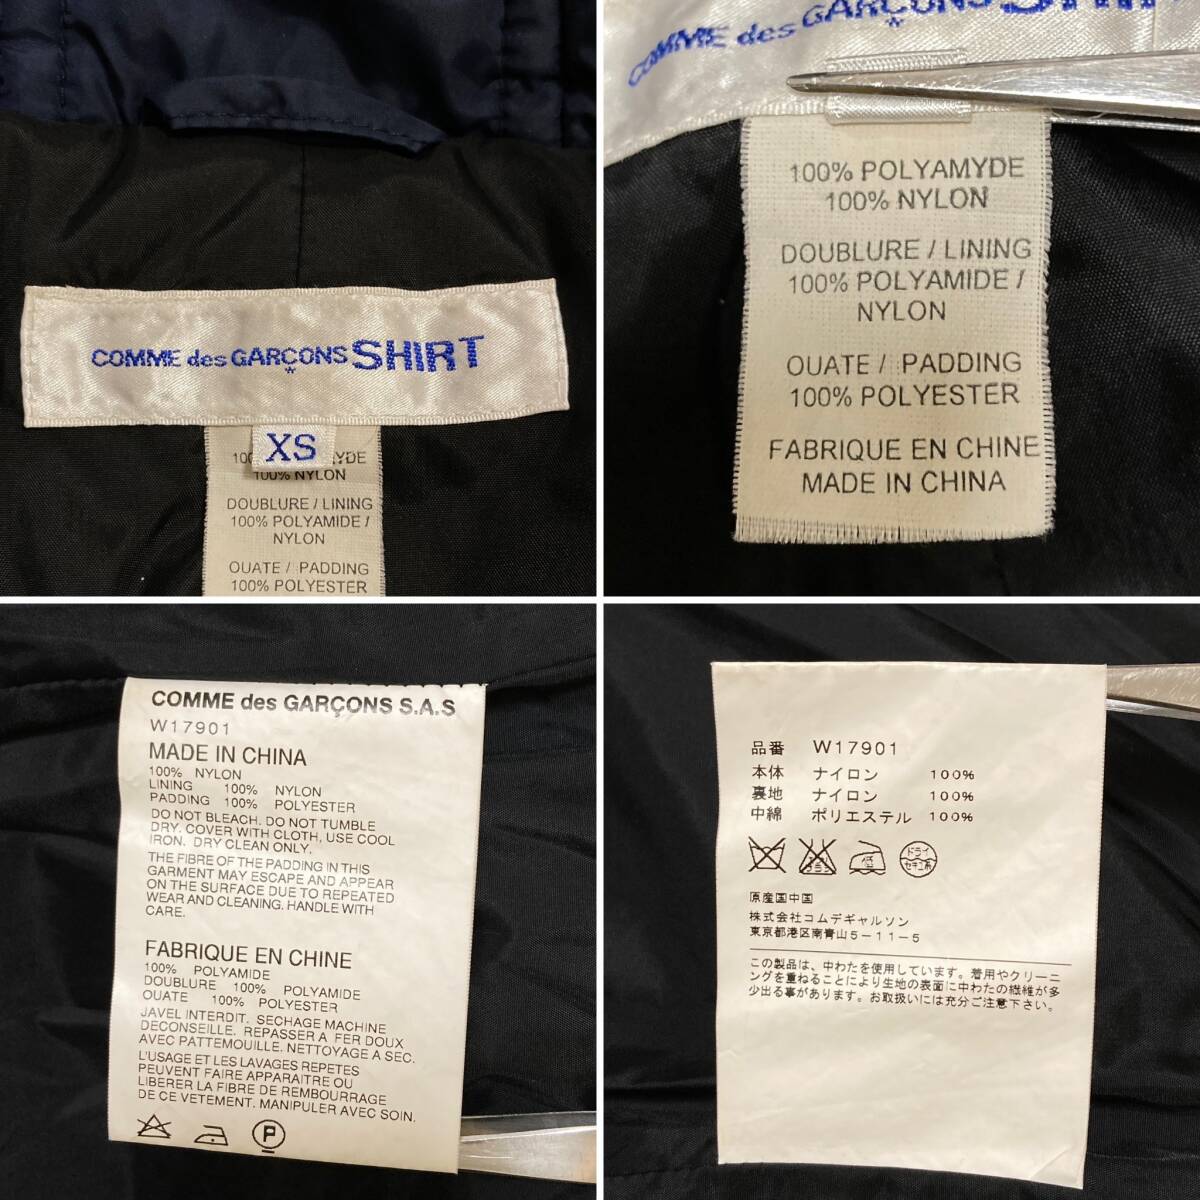 COMME des GARÇONS SHIRT
XS
100% NYLON
DOUBLURE / LINING
100% POLYAMIDE /
NYLON
OUATE / PADDING
100% POLYESTER
COMME des GARÇONS SHIRT
100% POLYAMYDE
100% NYLON
DOUBLURE / LINING
100% POLYAMIDE /
NYLON
OUATE / PADDING
100% POLYESTER
FABRIQUE EN CHINE
MADE IN CHINA
COMME des GARÇONS S.A.S
W17901
MADE IN CHINA
100% NYLON
LINING 100% NYLON
PADDING 100% POLYESTER
DO NOT BLEACH. DO NOT TUMBLE
DRY. COVER WITH CLOTH, USE COOL
IRON. DRY CLEAN ONLY.
THE FIBRE OF THE PADDING IN THIS
GARMENT MAY ESCAPE AND APPEAR
ON THE SURFACE DUE TO REPEATED
WEAR AND CLEANING. HANDLE WITH
CARE.
FABRIQUE EN CHINE
100% POLYAMIDE
DOUBLURE 100% POLYAMIDE
OUATE 100% POLYESTER
JAVEL INTERDIT. SECHAGE MACHINE
DECONSEILLE. REPASSER A FER DOUX
AVEC PATTEMOUILLE. NETTOYAGE A SEC.
L'USAGE ET LES LAVAGES REPETES
PEUVENT FAIRE APPARAITRE OU
LIBERER LA FIBRE DE REMBOURRAGE
DE CE VETEMENT. MANIPULER AVEC SOIN.
P
品番 W17901
本体 ナイロン 100%
裏地 ナイロン 100%
中綿 ポリエステル 100%
エンソ サラシ 低 ドライ セキユ系
原産国中国
株式会社コムデギャルソン
東京都港区南青山5-11-5
この製品は、中わたを使用しています。着用やクリーニ
ングを重ねることにより生地の表面に中わたの繊維が多
少出る事があります。お取扱いには充分ご注意下さい。